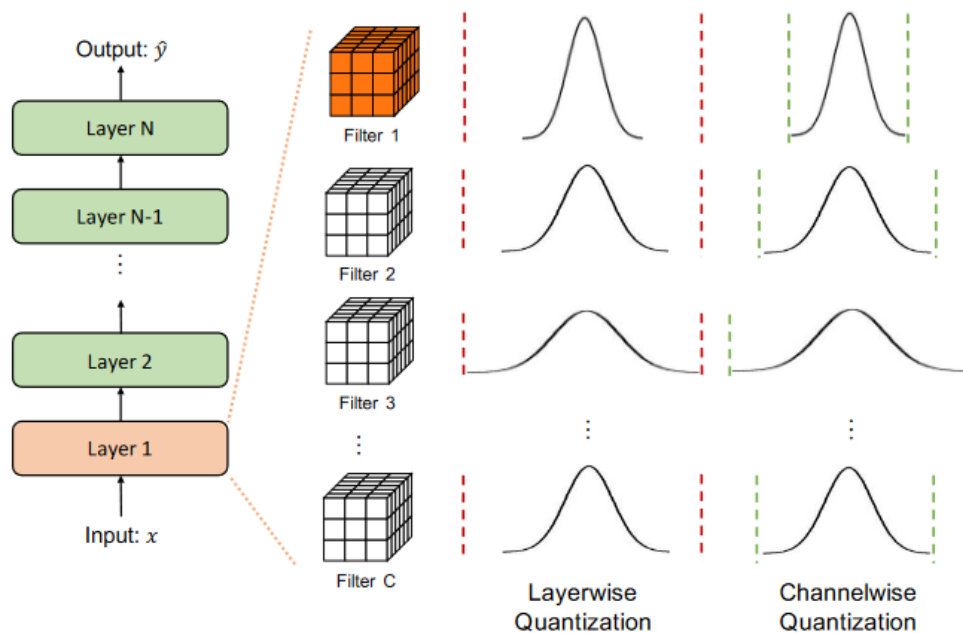 Output: ŷ
Layer N
Layer N-1
⋮
Layer 2
Layer 1
Input: x
Filter 1
Filter 2
Filter 3
⋮
Filter C
⋮
⋮
Layerwise
Quantization
Channelwise
Quantization